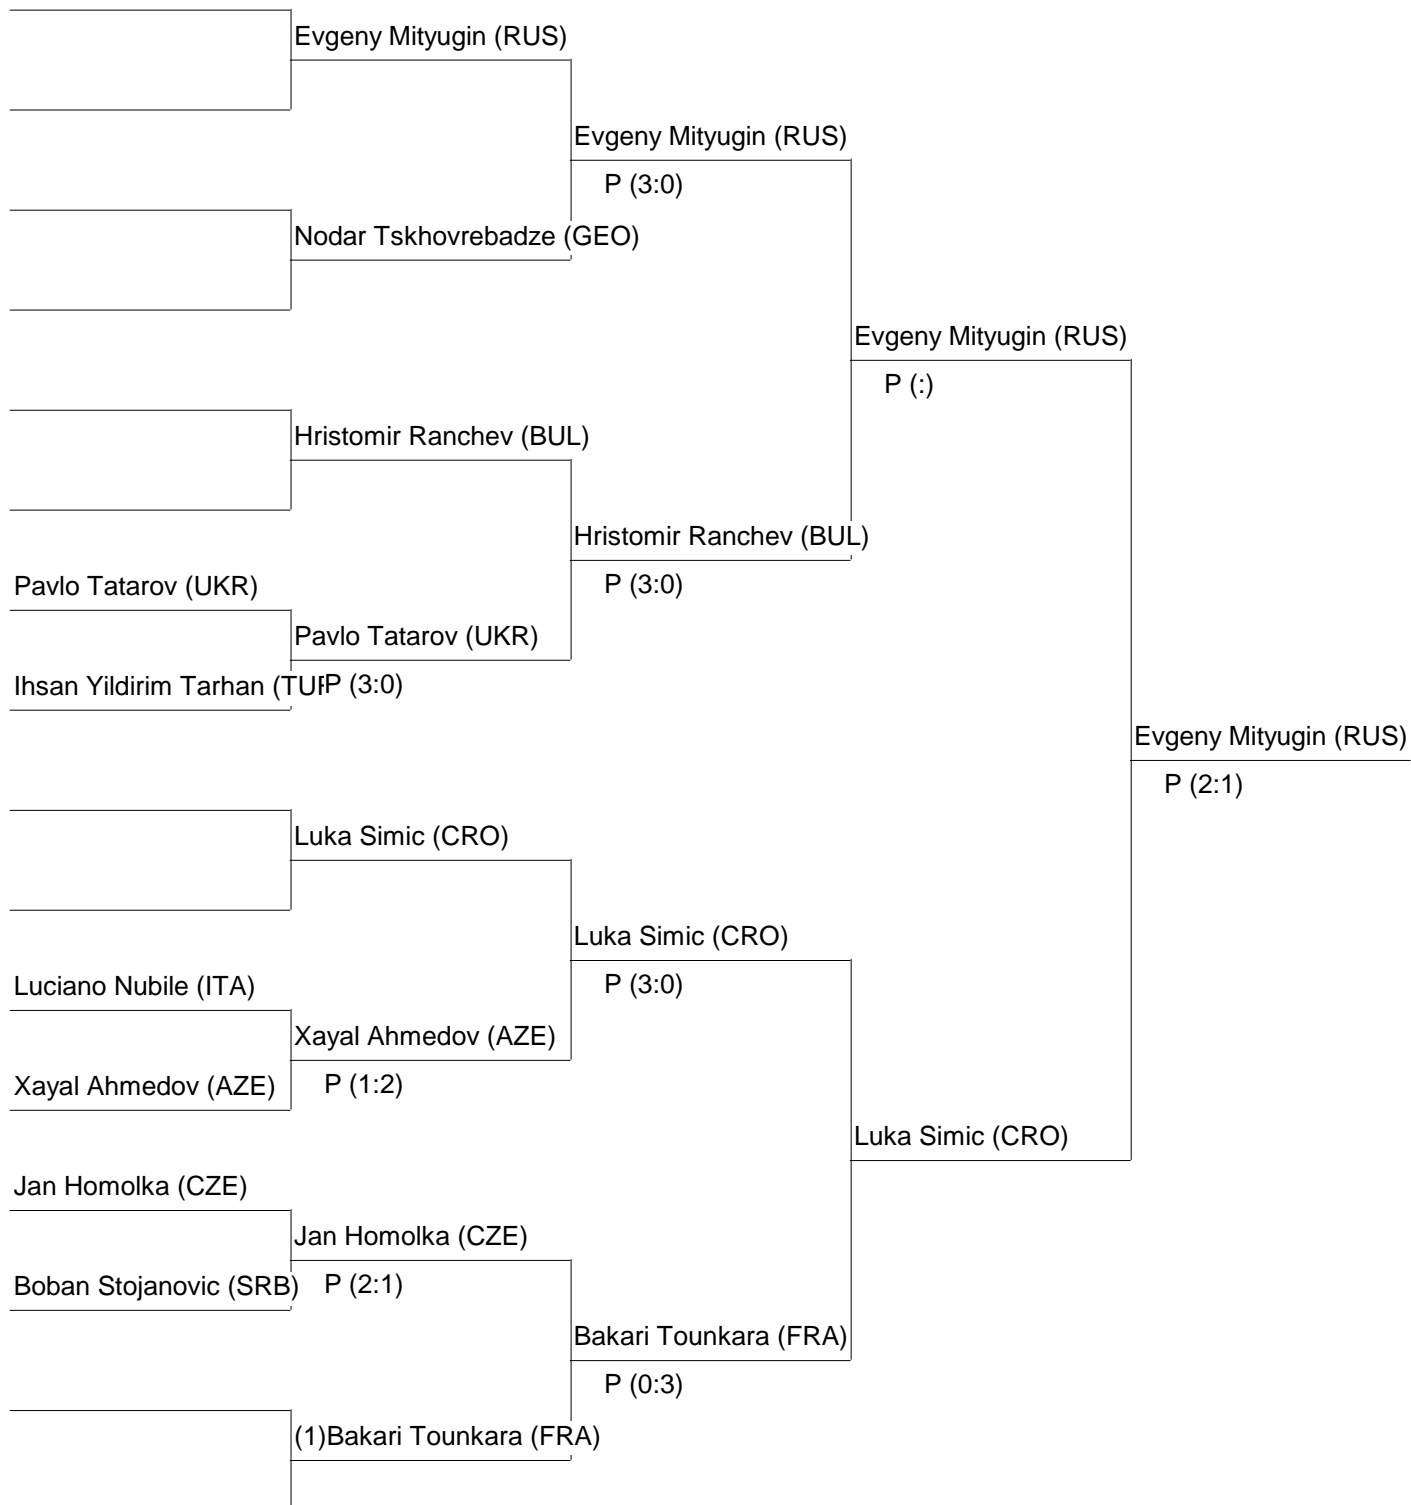 Evgeny Mityugin (RUS)
Evgeny Mityugin (RUS)
P (3:0)
Nodar Tskhovrebadze (GEO)
Evgeny Mityugin (RUS)
P (:)
Hristomir Ranchev (BUL)
Hristomir Ranchev (BUL)
Pavlo Tatarov (UKR)
P (3:0)
Pavlo Tatarov (UKR)
Ihsan Yildirim Tarhan (TUR
P (3:0)
Evgeny Mityugin (RUS)
P (2:1)
Luka Simic (CRO)
Luka Simic (CRO)
Luciano Nubile (ITA)
P (3:0)
Xayal Ahmedov (AZE)
Xayal Ahmedov (AZE)
P (1:2)
Luka Simic (CRO)
Jan Homolka (CZE)
Jan Homolka (CZE)
Boban Stojanovic (SRB)
P (2:1)
Bakari Tounkara (FRA)
P (0:3)
(1)Bakari Tounkara (FRA)